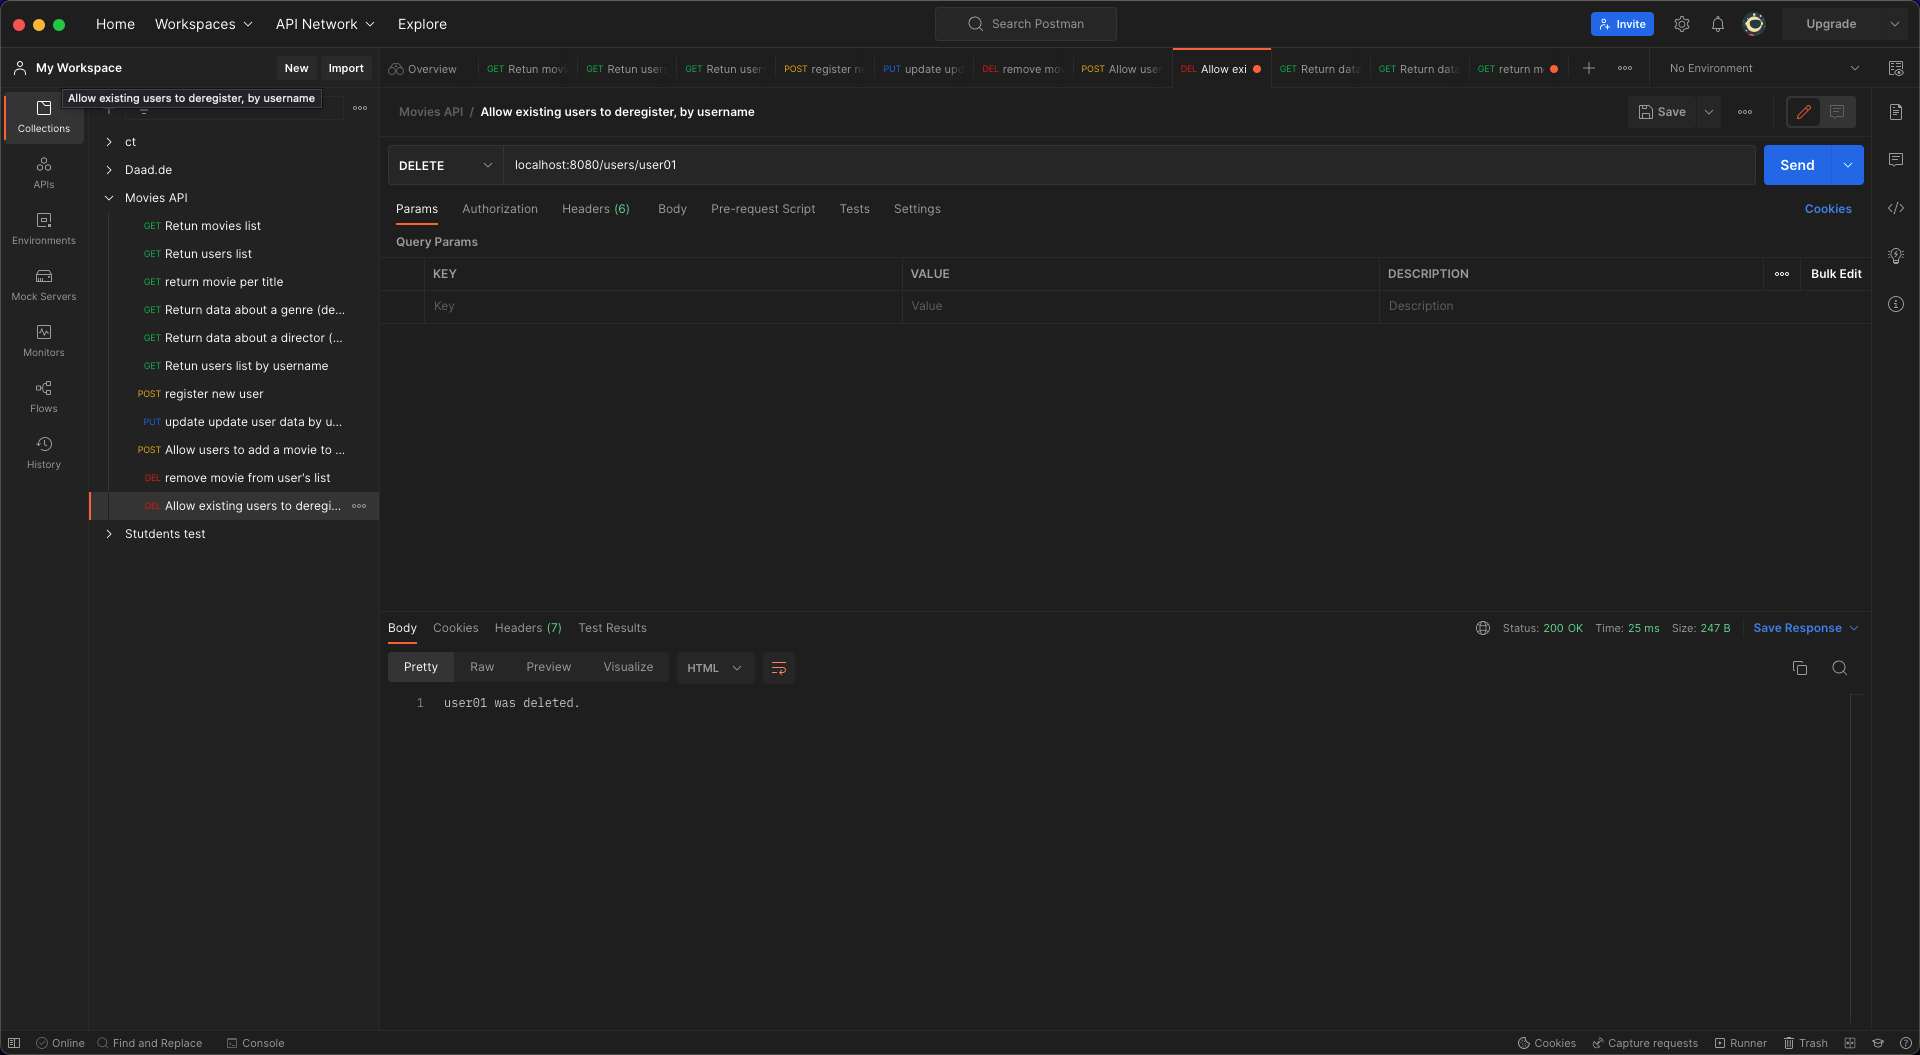 Home Workspaces API Network Explore
Search Postman
Invite
Upgrade
My Workspace
New Import
Overview
GET Retun movi
GET Retun user
GET Retun user
POST register n
PUT update upd
DEL remove mo
POST Allow user
DEL Allow exi
GET Return data
GET Return data
GET return m
No Environment
Allow existing users to deregister, by username
Collections
APIs
Environments
Mock Servers
Monitors
Flows
History
ct
Daad.de
Movies API
GET Retun movies list
GET Retun users list
GET return movie per title
GET Return data about a genre (de...
GET Return data about a director (...
GET Retun users list by username
POST register new user
PUT update update user data by u...
POST Allow users to add a movie to ...
DEL remove movie from user's list
DEL Allow existing users to deregi...
Stutdents test
Movies API / Allow existing users to deregister, by username
Save
DELETE localhost:8080/users/user01
Send
Params Authorization Headers (6) Body Pre-request Script Tests Settings
Cookies
Query Params
KEY VALUE DESCRIPTION
Bulk Edit
Key Value Description
Body Cookies Headers (7) Test Results
Status: 200 OK Time: 25 ms Size: 247 B
Save Response
Pretty Raw Preview Visualize HTML
1 user01 was deleted.
Online Find and Replace Console
Cookies Capture requests Runner Trash